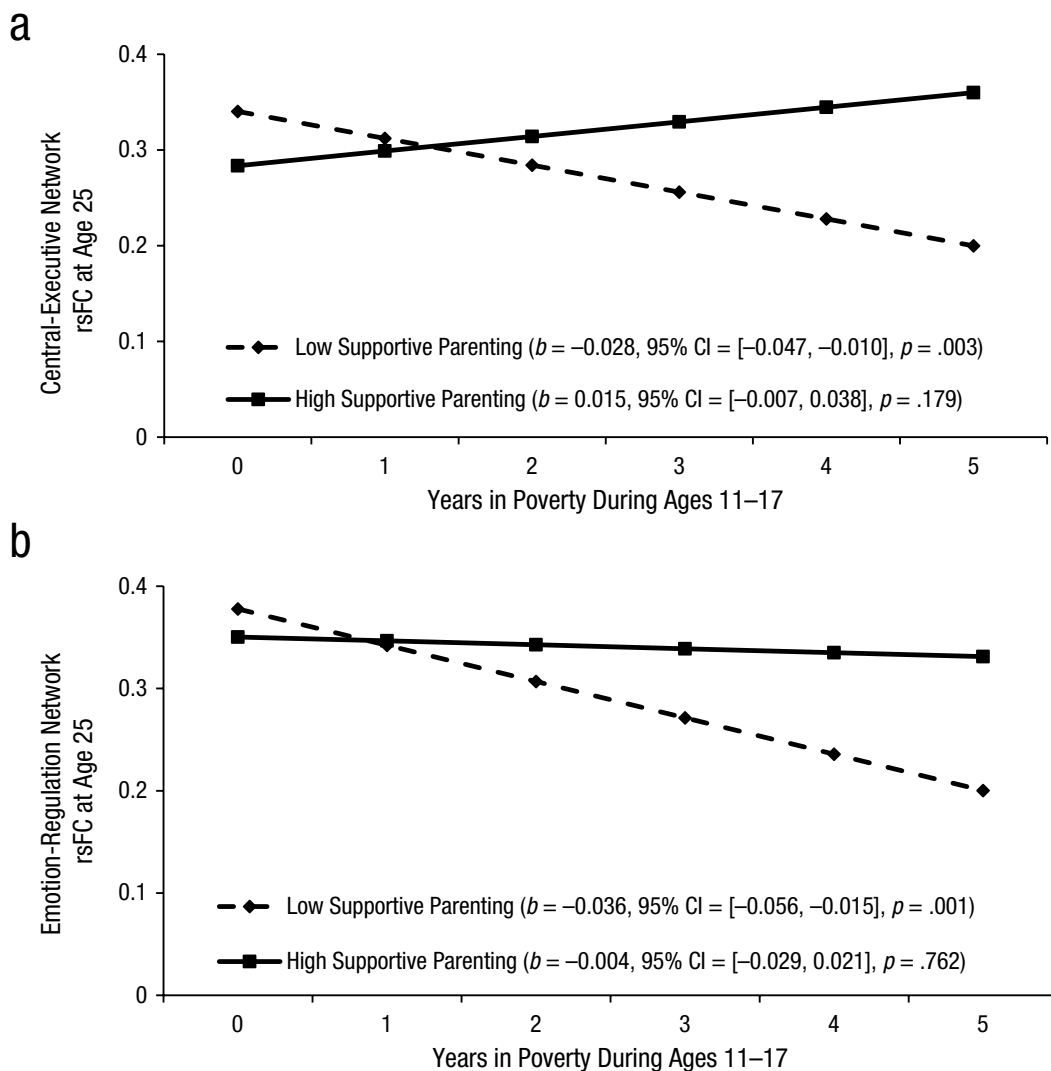 a
Central-Executive Network
rsFC at Age 25
0.4
0.3
0.2
0.1
0
Low Supportive Parenting (b = –0.028, 95% CI = [–0.047, –0.010], p = .003)
High Supportive Parenting (b = 0.015, 95% CI = [–0.007, 0.038], p = .179)
0 1 2 3 4 5
Years in Poverty During Ages 11–17
b
Emotion-Regulation Network
rsFC at Age 25
0.4
0.3
0.2
0.1
0
Low Supportive Parenting (b = –0.036, 95% CI = [–0.056, –0.015], p = .001)
High Supportive Parenting (b = –0.004, 95% CI = [–0.029, 0.021], p = .762)
0 1 2 3 4 5
Years in Poverty During Ages 11–17